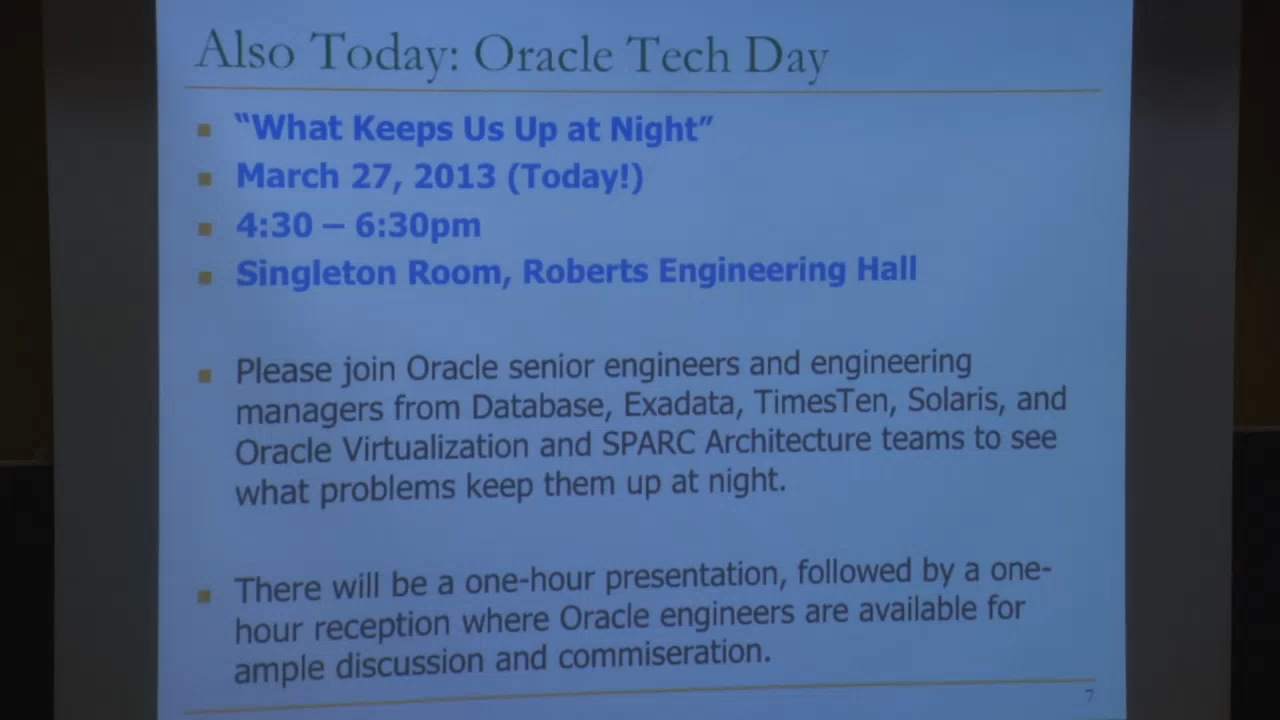 Also Today: Oracle Tech Day
"What Keeps Us Up at Night"
March 27, 2013 (Today!)
4:30 – 6:30pm
Singleton Room, Roberts Engineering Hall
Please join Oracle senior engineers and engineering
managers from Database, Exadata, TimesTen, Solaris, and
Oracle Virtualization and SPARC Architecture teams to see
what problems keep them up at night.
There will be a one-hour presentation, followed by a one-
hour reception where Oracle engineers are available for
ample discussion and commiseration.
7